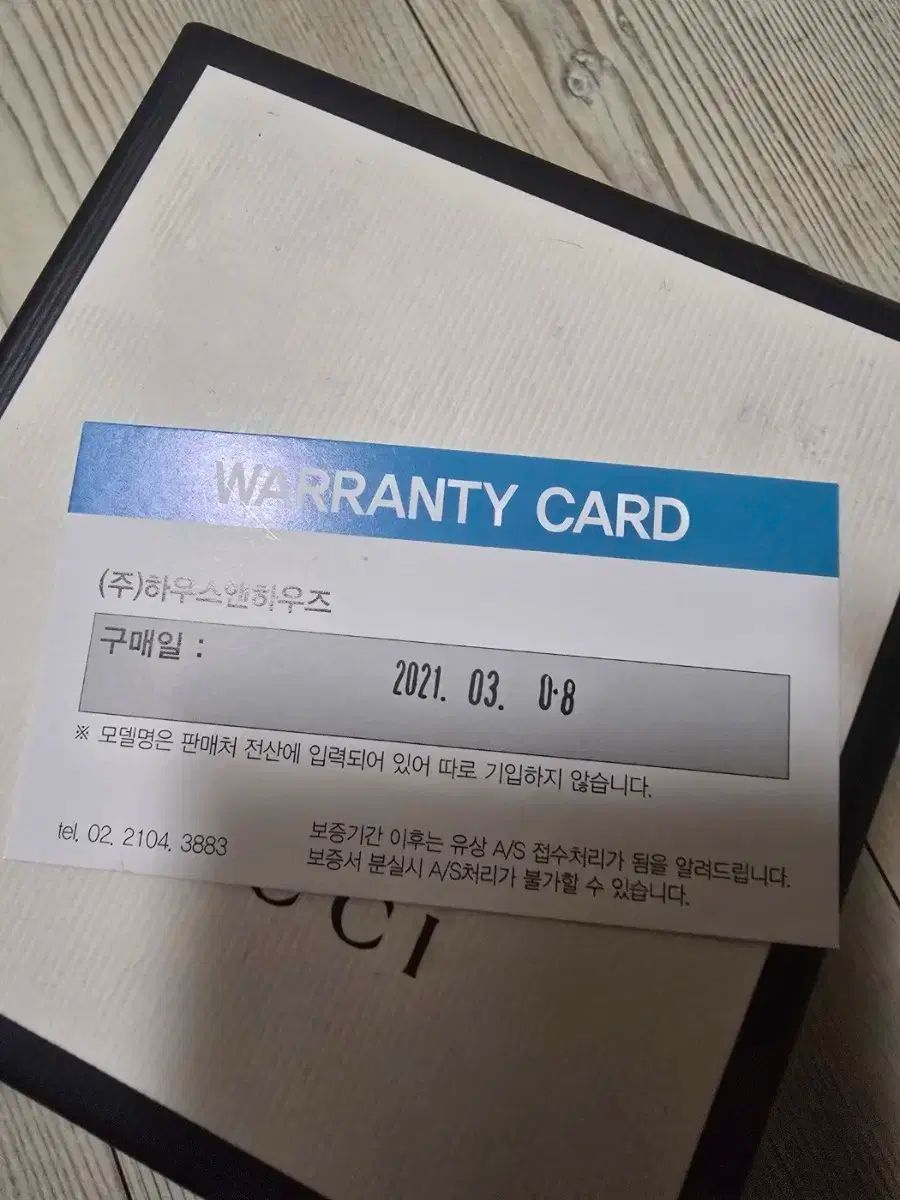 WARRANTY CARD
(주)하우스앤하우즈
구매일 :
2021. 03. 0·8
※ 모델명은 판매처 전산에 입력되어 있어 따로 기입하지 않습니다.
tel. 02. 2104. 3883
보증기간 이후는 유상 A/S 접수처리가 됨을 알려드립니다.
보증서 분실시 A/S처리가 불가할 수 있습니다.
CCI